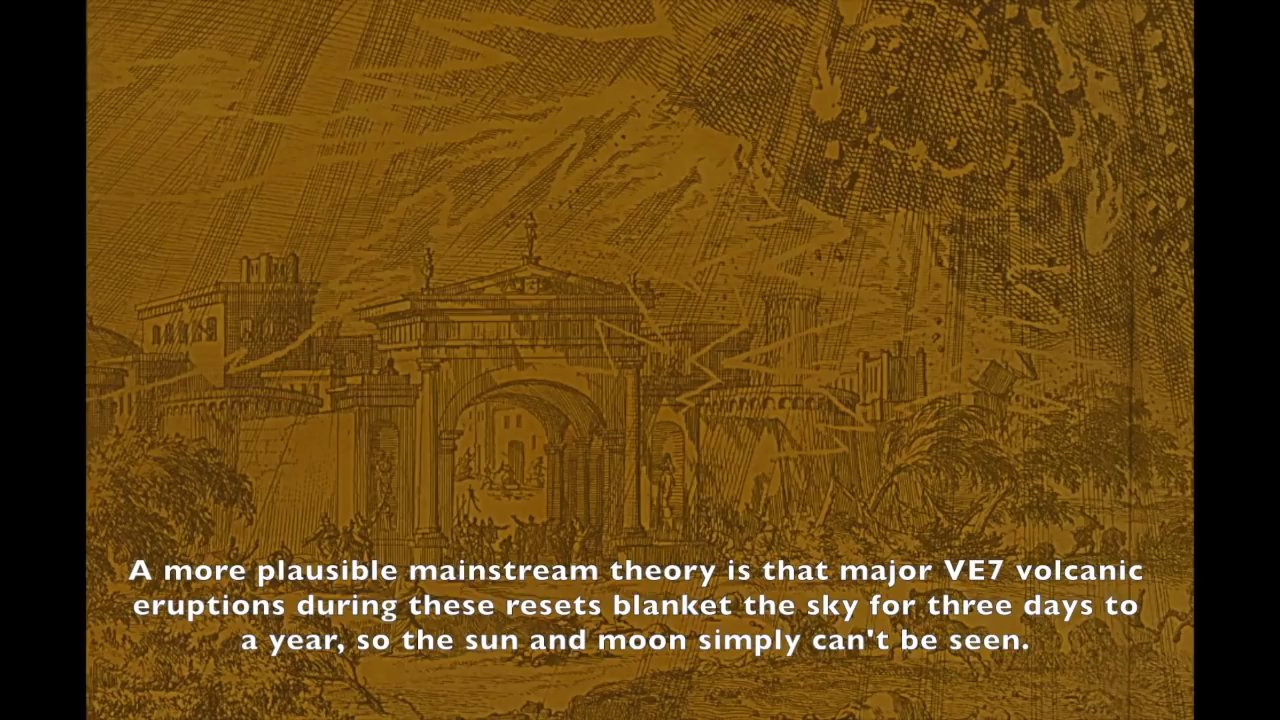 A more plausible mainstream theory is that major VE7 volcanic
eruptions during these resets blanket the sky for three days to
a year, so the sun and moon simply can't be seen.